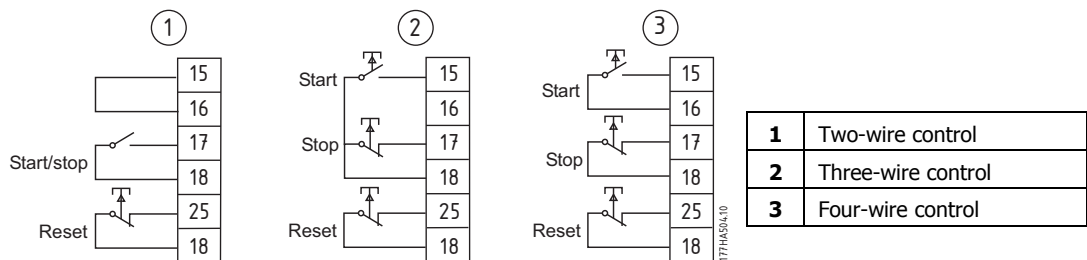 1
15
16
17
18
25
18
Start/stop
Reset
2
15
16
17
18
25
18
Start
Stop
Reset
3
15
16
17
18
25
18
Start
Stop
Reset
177HA504.10
1 Two-wire control
2 Three-wire control
3 Four-wire control